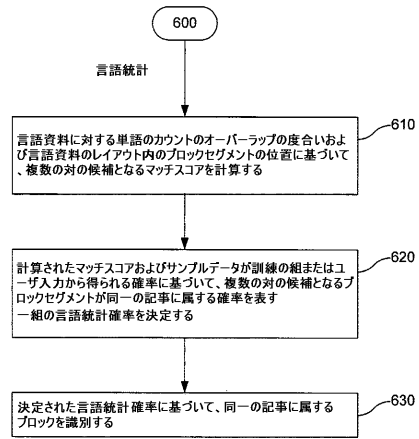 600
言語統計
610
言語資料に対する単語のカウントのオーバーラップの度合いお
よび言語資料のレイアウト内のブロックセグメントの位置に基づいて
、複数の対の候補となるマッチスコアを計算する
620
計算されたマッチスコアおよびサンプルデータが訓練の組またはユ
ーザ入力から得られる確率に基づいて、複数の対の候補となるブ
ロックセグメントが同一の記事に属する確率を表す
一組の言語統計確率を決定する
630
決定された言語統計確率に基づいて、同一の記事に属する
ブロックを識別する